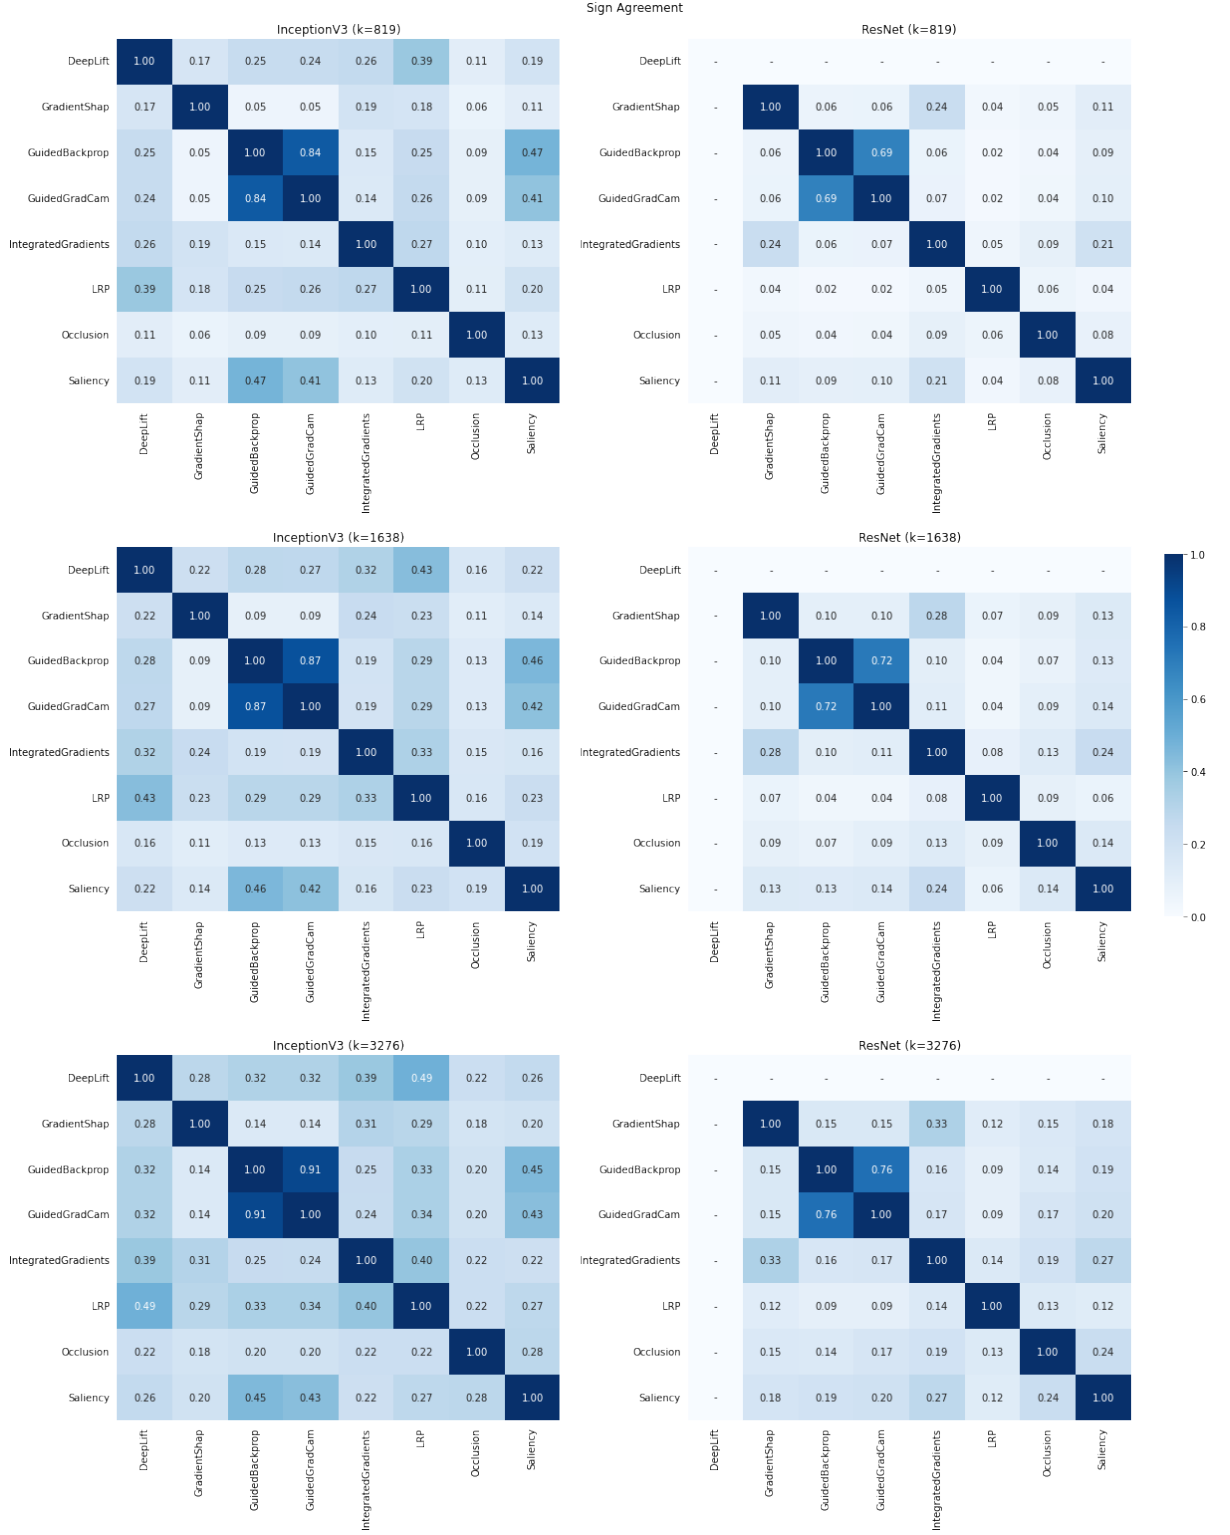 Sign Agreement
InceptionV3 (k=819)
DeepLift 1.00 0.17 0.25 0.24 0.26 0.39 0.11 0.19
GradientShap 0.17 1.00 0.05 0.05 0.19 0.18 0.06 0.11
GuidedBackprop 0.25 0.05 1.00 0.84 0.15 0.25 0.09 0.47
GuidedGradCam 0.24 0.05 0.84 1.00 0.14 0.26 0.09 0.41
IntegratedGradients 0.26 0.19 0.15 0.14 1.00 0.27 0.10 0.13
LRP 0.39 0.18 0.25 0.26 0.27 1.00 0.11 0.20
Occlusion 0.11 0.06 0.09 0.09 0.10 0.11 1.00 0.13
Saliency 0.19 0.11 0.47 0.41 0.13 0.20 0.13 1.00
DeepLift GradientShap GuidedBackprop GuidedGradCam IntegratedGradients LRP Occlusion Saliency
ResNet (k=819)
DeepLift - - - - - - - -
GradientShap - 1.00 0.06 0.06 0.24 0.04 0.05 0.11
GuidedBackprop - 0.06 1.00 0.69 0.06 0.02 0.04 0.09
GuidedGradCam - 0.06 0.69 1.00 0.07 0.02 0.04 0.10
IntegratedGradients - 0.24 0.06 0.07 1.00 0.05 0.09 0.21
LRP - 0.04 0.02 0.02 0.05 1.00 0.06 0.04
Occlusion - 0.05 0.04 0.04 0.09 0.06 1.00 0.08
Saliency - 0.11 0.09 0.10 0.21 0.04 0.08 1.00
DeepLift GradientShap GuidedBackprop GuidedGradCam IntegratedGradients LRP Occlusion Saliency
InceptionV3 (k=1638)
DeepLift 1.00 0.22 0.28 0.27 0.32 0.43 0.16 0.22
GradientShap 0.22 1.00 0.09 0.09 0.24 0.23 0.11 0.14
GuidedBackprop 0.28 0.09 1.00 0.87 0.19 0.29 0.13 0.46
GuidedGradCam 0.27 0.09 0.87 1.00 0.19 0.29 0.13 0.42
IntegratedGradients 0.32 0.24 0.19 0.19 1.00 0.33 0.15 0.16
LRP 0.43 0.23 0.29 0.29 0.33 1.00 0.16 0.23
Occlusion 0.16 0.11 0.13 0.13 0.15 0.16 1.00 0.19
Saliency 0.22 0.14 0.46 0.42 0.16 0.23 0.19 1.00
DeepLift GradientShap GuidedBackprop GuidedGradCam IntegratedGradients LRP Occlusion Saliency
ResNet (k=1638)
DeepLift - - - - - - - -
GradientShap - 1.00 0.10 0.10 0.28 0.07 0.09 0.13
GuidedBackprop - 0.10 1.00 0.72 0.10 0.04 0.07 0.13
GuidedGradCam - 0.10 0.72 1.00 0.11 0.04 0.09 0.14
IntegratedGradients - 0.28 0.10 0.11 1.00 0.08 0.13 0.24
LRP - 0.07 0.04 0.04 0.08 1.00 0.09 0.06
Occlusion - 0.09 0.07 0.09 0.13 0.09 1.00 0.14
Saliency - 0.13 0.13 0.14 0.24 0.06 0.14 1.00
DeepLift GradientShap GuidedBackprop GuidedGradCam IntegratedGradients LRP Occlusion Saliency
1.0
0.8
0.6
0.4
0.2
0.0
InceptionV3 (k=3276)
DeepLift 1.00 0.28 0.32 0.32 0.39 0.49 0.22 0.26
GradientShap 0.28 1.00 0.14 0.14 0.31 0.29 0.18 0.20
GuidedBackprop 0.32 0.14 1.00 0.91 0.25 0.33 0.20 0.45
GuidedGradCam 0.32 0.14 0.91 1.00 0.24 0.34 0.20 0.43
IntegratedGradients 0.39 0.31 0.25 0.24 1.00 0.40 0.22 0.22
LRP 0.49 0.29 0.33 0.34 0.40 1.00 0.22 0.27
Occlusion 0.22 0.18 0.20 0.20 0.22 0.22 1.00 0.28
Saliency 0.26 0.20 0.45 0.43 0.22 0.27 0.28 1.00
DeepLift GradientShap GuidedBackprop GuidedGradCam IntegratedGradients LRP Occlusion Saliency
ResNet (k=3276)
DeepLift - - - - - - - -
GradientShap - 1.00 0.15 0.15 0.33 0.12 0.15 0.18
GuidedBackprop - 0.15 1.00 0.76 0.16 0.09 0.14 0.19
GuidedGradCam - 0.15 0.76 1.00 0.17 0.09 0.17 0.20
IntegratedGradients - 0.33 0.16 0.17 1.00 0.14 0.19 0.27
LRP - 0.12 0.09 0.09 0.14 1.00 0.13 0.12
Occlusion - 0.15 0.14 0.17 0.19 0.13 1.00 0.24
Saliency - 0.18 0.19 0.20 0.27 0.12 0.24 1.00
DeepLift GradientShap GuidedBackprop GuidedGradCam IntegratedGradients LRP Occlusion Saliency